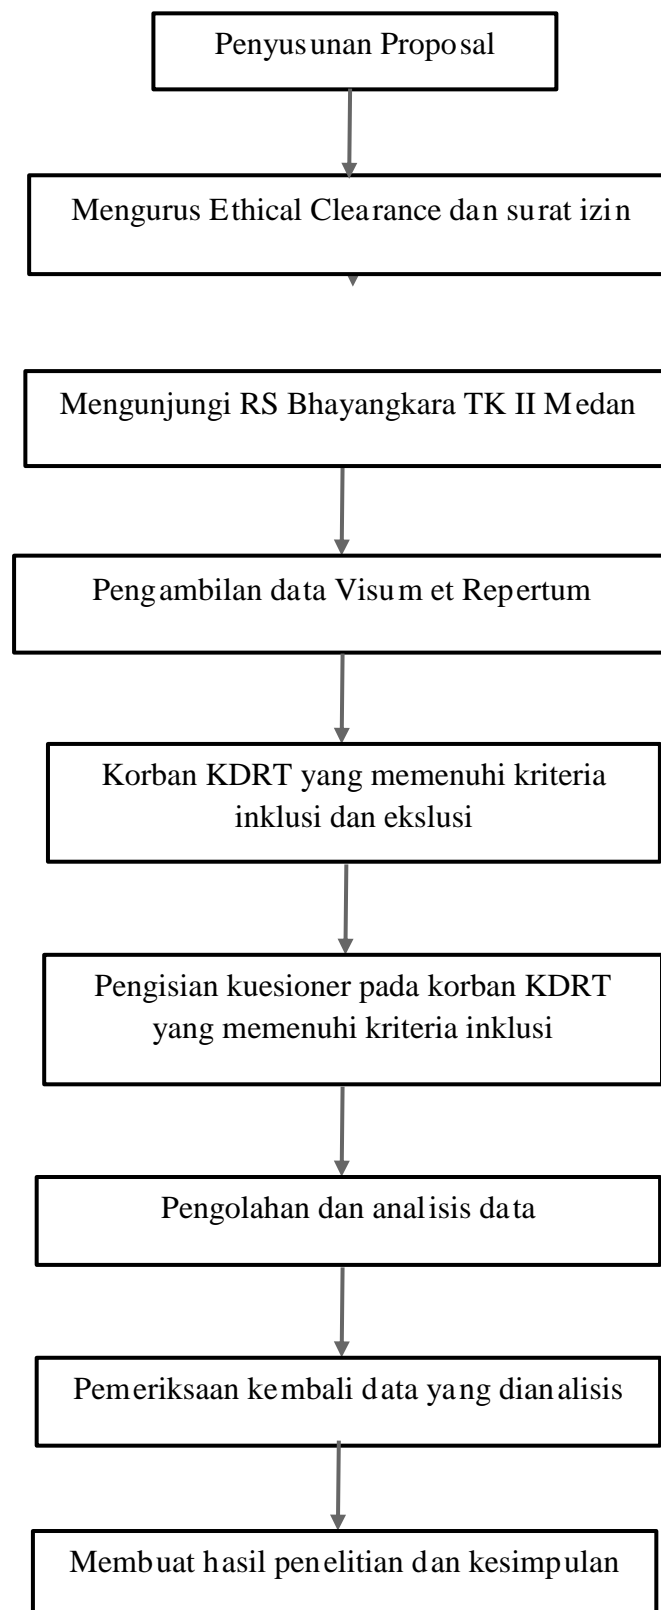 Penyusunan Proposal
Mengurus Ethical Clearance dan surat izin
Mengunjungi RS Bhayangkara TK II Medan
Pengambilan data Visum et Repertum
Korban KDRT yang memenuhi kriteria
inklusi dan ekslusi
Pengisian kuesioner pada korban KDRT
yang memenuhi kriteria inklusi
Pengolahan dan analisis data
Pemeriksaan kembali data yang dianalisis
Membuat hasil penelitian dan kesimpulan